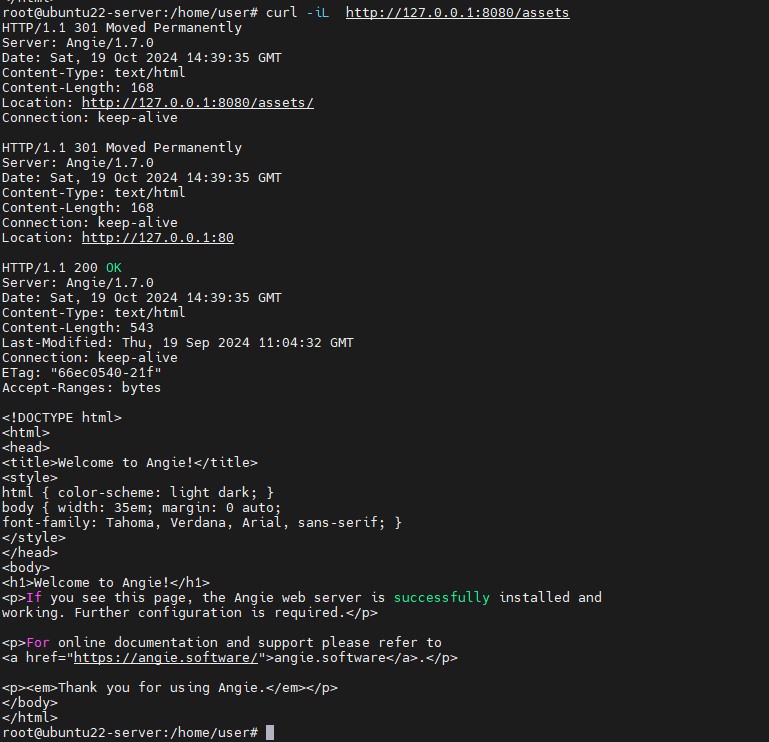 </html>
root@ubuntu22-server:/home/user# curl -iL  http://127.0.0.1:8080/assets
HTTP/1.1 301 Moved Permanently
Server: Angie/1.7.0
Date: Sat, 19 Oct 2024 14:39:35 GMT
Content-Type: text/html
Content-Length: 168
Location: http://127.0.0.1:8080/assets/
Connection: keep-alive

HTTP/1.1 301 Moved Permanently
Server: Angie/1.7.0
Date: Sat, 19 Oct 2024 14:39:35 GMT
Content-Type: text/html
Content-Length: 168
Connection: keep-alive
Location: http://127.0.0.1:80

HTTP/1.1 200 OK
Server: Angie/1.7.0
Date: Sat, 19 Oct 2024 14:39:35 GMT
Content-Type: text/html
Content-Length: 543
Last-Modified: Thu, 19 Sep 2024 11:04:32 GMT
Connection: keep-alive
ETag: "66ec0540-21f"
Accept-Ranges: bytes

<!DOCTYPE html>
<html>
<head>
<title>Welcome to Angie!</title>
<style>
html { color-scheme: light dark; }
body { width: 35em; margin: 0 auto;
font-family: Tahoma, Verdana, Arial, sans-serif; }
</style>
</head>
<body>
<h1>Welcome to Angie!</h1>
<p>If you see this page, the Angie web server is successfully installed and
working. Further configuration is required.</p>

<p>For online documentation and support please refer to
<a href="https://angie.software/">angie.software</a>.</p>

<p><em>Thank you for using Angie.</em></p>
</body>
</html>
root@ubuntu22-server:/home/user#